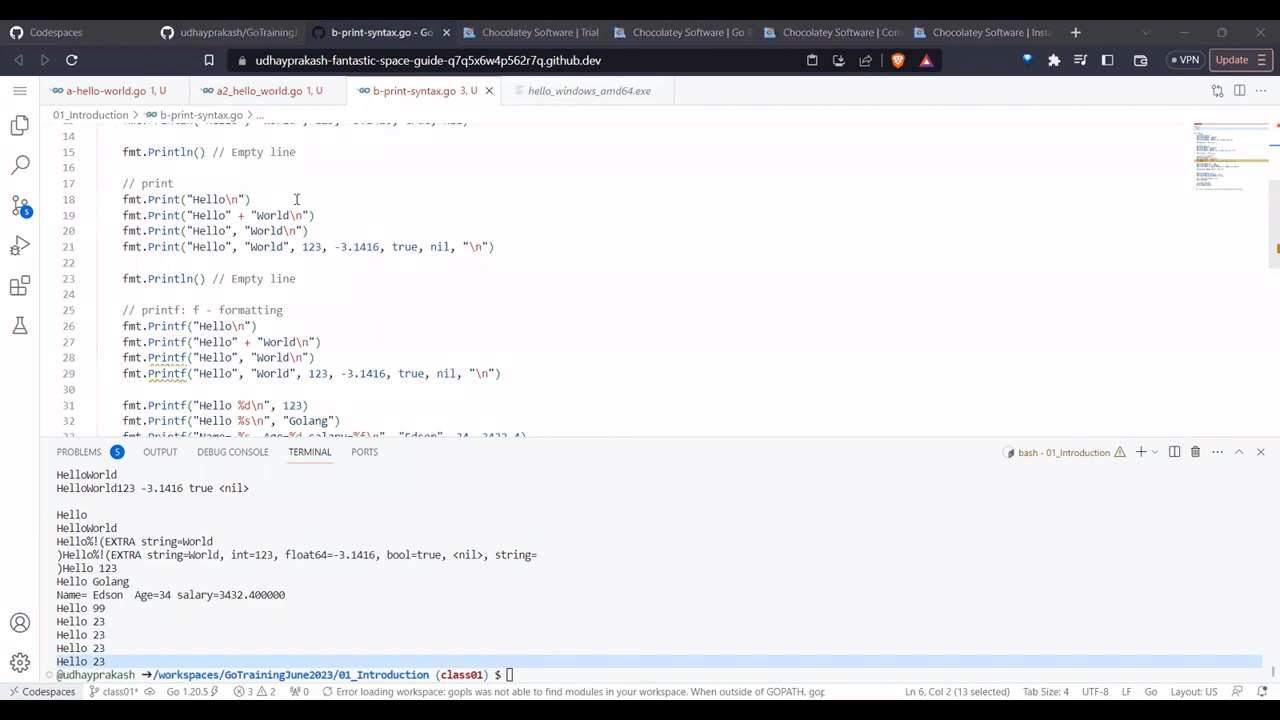 Codespaces
udhayprakash/GoTrainingJ
b-print-syntax.go - Go
Chocolatey Software | Trial
Chocolatey Software | Go
Chocolatey Software | Con
Chocolatey Software | Insta
udhayprakash-fantastic-space-guide-q7q5x6w4p562r7q.github.dev
VPN
Update
a-hello-world.go 1, U
a2_hello_world.go 1, U
b-print-syntax.go 3, U
hello_windows_amd64.exe
01_Introduction > b-print-syntax.go > ...
14
15 fmt.Println() // Empty line
16
17 // print
18 fmt.Print("Hello\n")
19 fmt.Print("Hello" + "World\n")
20 fmt.Print("Hello", "World\n")
21 fmt.Print("Hello", "World", 123, -3.1416, true, nil, "\n")
22
23 fmt.Println() // Empty line
24
25 // printf: f - formatting
26 fmt.Printf("Hello\n")
27 fmt.Printf("Hello" + "World\n")
28 fmt.Printf("Hello", "World\n")
29 fmt.Printf("Hello", "World", 123, -3.1416, true, nil, "\n")
30
31 fmt.Printf("Hello %d\n", 123)
32 fmt.Printf("Hello %s\n", "Golang")
PROBLEMS 5 OUTPUT DEBUG CONSOLE TERMINAL PORTS
bash - 01_Introduction
HelloWorld
HelloWorld123 -3.1416 true <nil>
Hello
HelloWorld
Hello%!(EXTRA string=World
)Hello%!(EXTRA string=World, int=123, float64=-3.1416, bool=true, <nil>, string=
)Hello 123
Hello Golang
Name= Edson  Age=34 salary=3432.400000
Hello 99
Hello 23
Hello 23
Hello 23
Hello 23
@udhayprakash →/workspaces/GoTrainingJune2023/01_Introduction (class01) $
5
Codespaces class01* Go 1.20.5 3 2 0 Error loading workspace: gopls was not able to find modules in your workspace. When outside of GOPATH, gop Ln 6, Col 2 (13 selected) Tab Size: 4 UTF-8 LF Go Layout: US